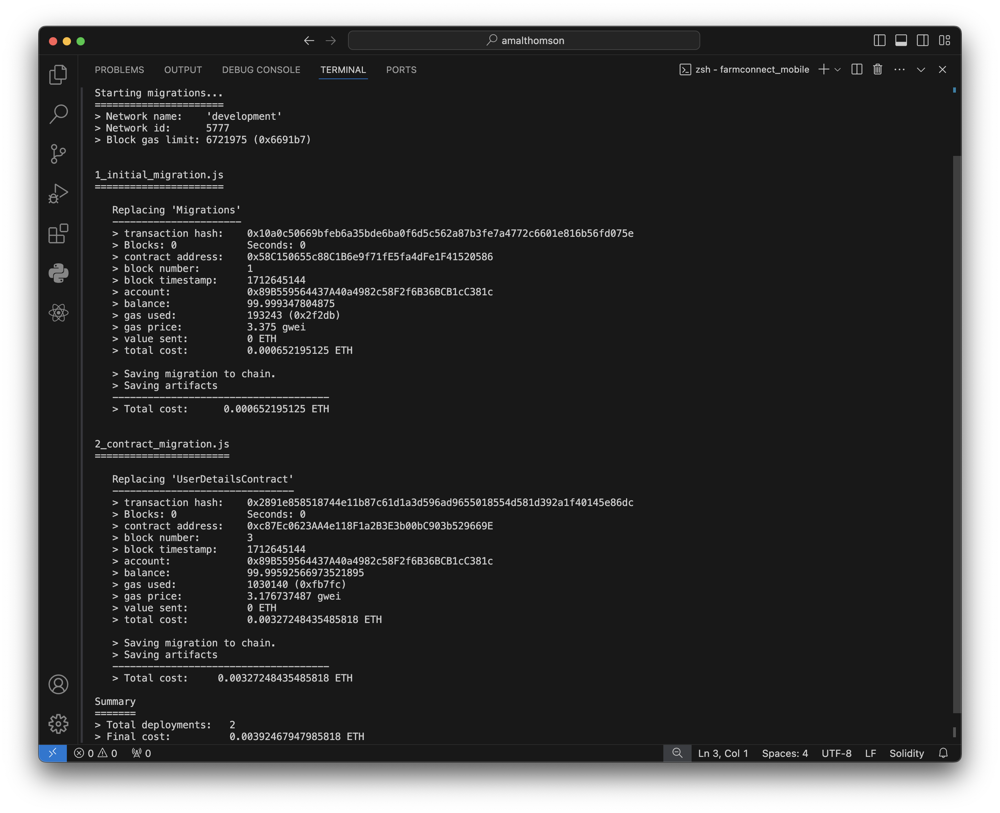 amalthomson
PROBLEMS OUTPUT DEBUG CONSOLE TERMINAL PORTS zsh - farmconnect_mobile
Starting migrations...
======================
> Network name:    'development'
> Network id:      5777
> Block gas limit: 6721975 (0x6691b7)
1_initial_migration.js
======================
Replacing 'Migrations'
----------------------
> transaction hash:    0x10a0c50669bfeb6a35bde6ba0f6d5c562a87b3fe7a4772c6601e816b56fd075e
> Blocks: 0            Seconds: 0
> contract address:    0x58C150655c88C1B6e9f71fE5fa4dFe1F41520586
> block number:        1
> block timestamp:     1712645144
> account:             0x89B559564437A40a4982c58F2f6B36BCB1cC381c
> balance:             99.999347804875
> gas used:            193243 (0x2f2db)
> gas price:           3.375 gwei
> value sent:          0 ETH
> total cost:          0.000652195125 ETH
> Saving migration to chain.
> Saving artifacts
-------------------------------------
> Total cost:      0.000652195125 ETH
2_contract_migration.js
=======================
Replacing 'UserDetailsContract'
-------------------------------
> transaction hash:    0x2891e858518744e11b87c61d1a3d596ad9655018554d581d392a1f40145e86dc
> Blocks: 0            Seconds: 0
> contract address:    0xc87Ec0623AA4e118F1a2B3E3b00bC903b529669E
> block number:        3
> block timestamp:     1712645144
> account:             0x89B559564437A40a4982c58F2f6B36BCB1cC381c
> balance:             99.99592566973521895
> gas used:            1030140 (0xfb7fc)
> gas price:           3.176737487 gwei
> value sent:          0 ETH
> total cost:          0.00327248435485818 ETH
> Saving migration to chain.
> Saving artifacts
-------------------------------------
> Total cost:     0.00327248435485818 ETH
Summary
=======
> Total deployments:   2
> Final cost:          0.00392467947985818 ETH
0 0 0 Ln 3, Col 1 Spaces: 4 UTF-8 LF Solidity